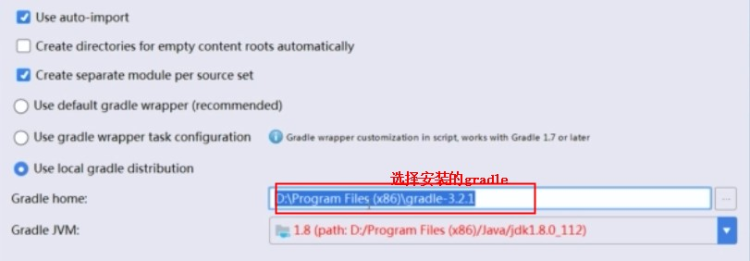 Use auto-import
Create directories for empty content roots automatically
Create separate module per source set
Use default gradle wrapper (recommended)
Use gradle wrapper task configuration Gradle wrapper customization in script, works with Gradle 1.7 or later
Use local gradle distribution
选择安装的gradle
Gradle home: D:\Program Files (x86)\gradle-3.2.1
Gradle JVM: 1.8 (path: D:/Program Files (x86)/Java/jdk1.8.0_112)